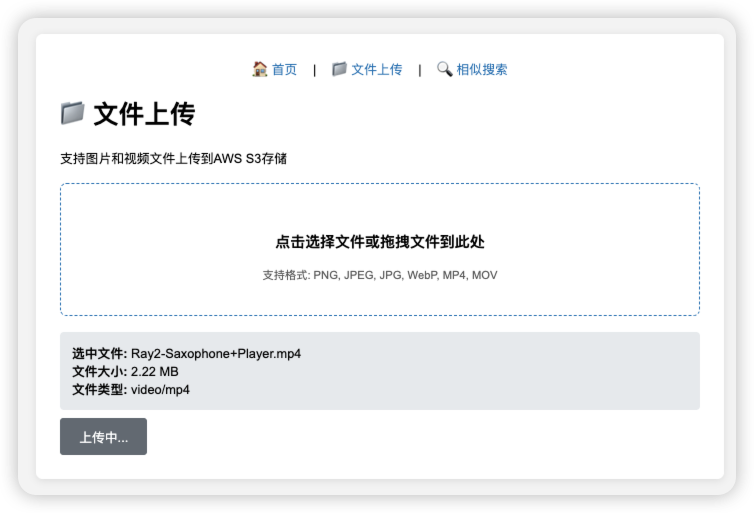 🏠 首页 | 📁 文件上传 | 🔍 相似搜索
📁 文件上传
支持图片和视频文件上传到AWS S3存储
点击选择文件或拖拽文件到此处
支持格式: PNG, JPEG, JPG, WebP, MP4, MOV
选中文件: Ray2-Saxophone+Player.mp4
文件大小: 2.22 MB
文件类型: video/mp4
上传中...